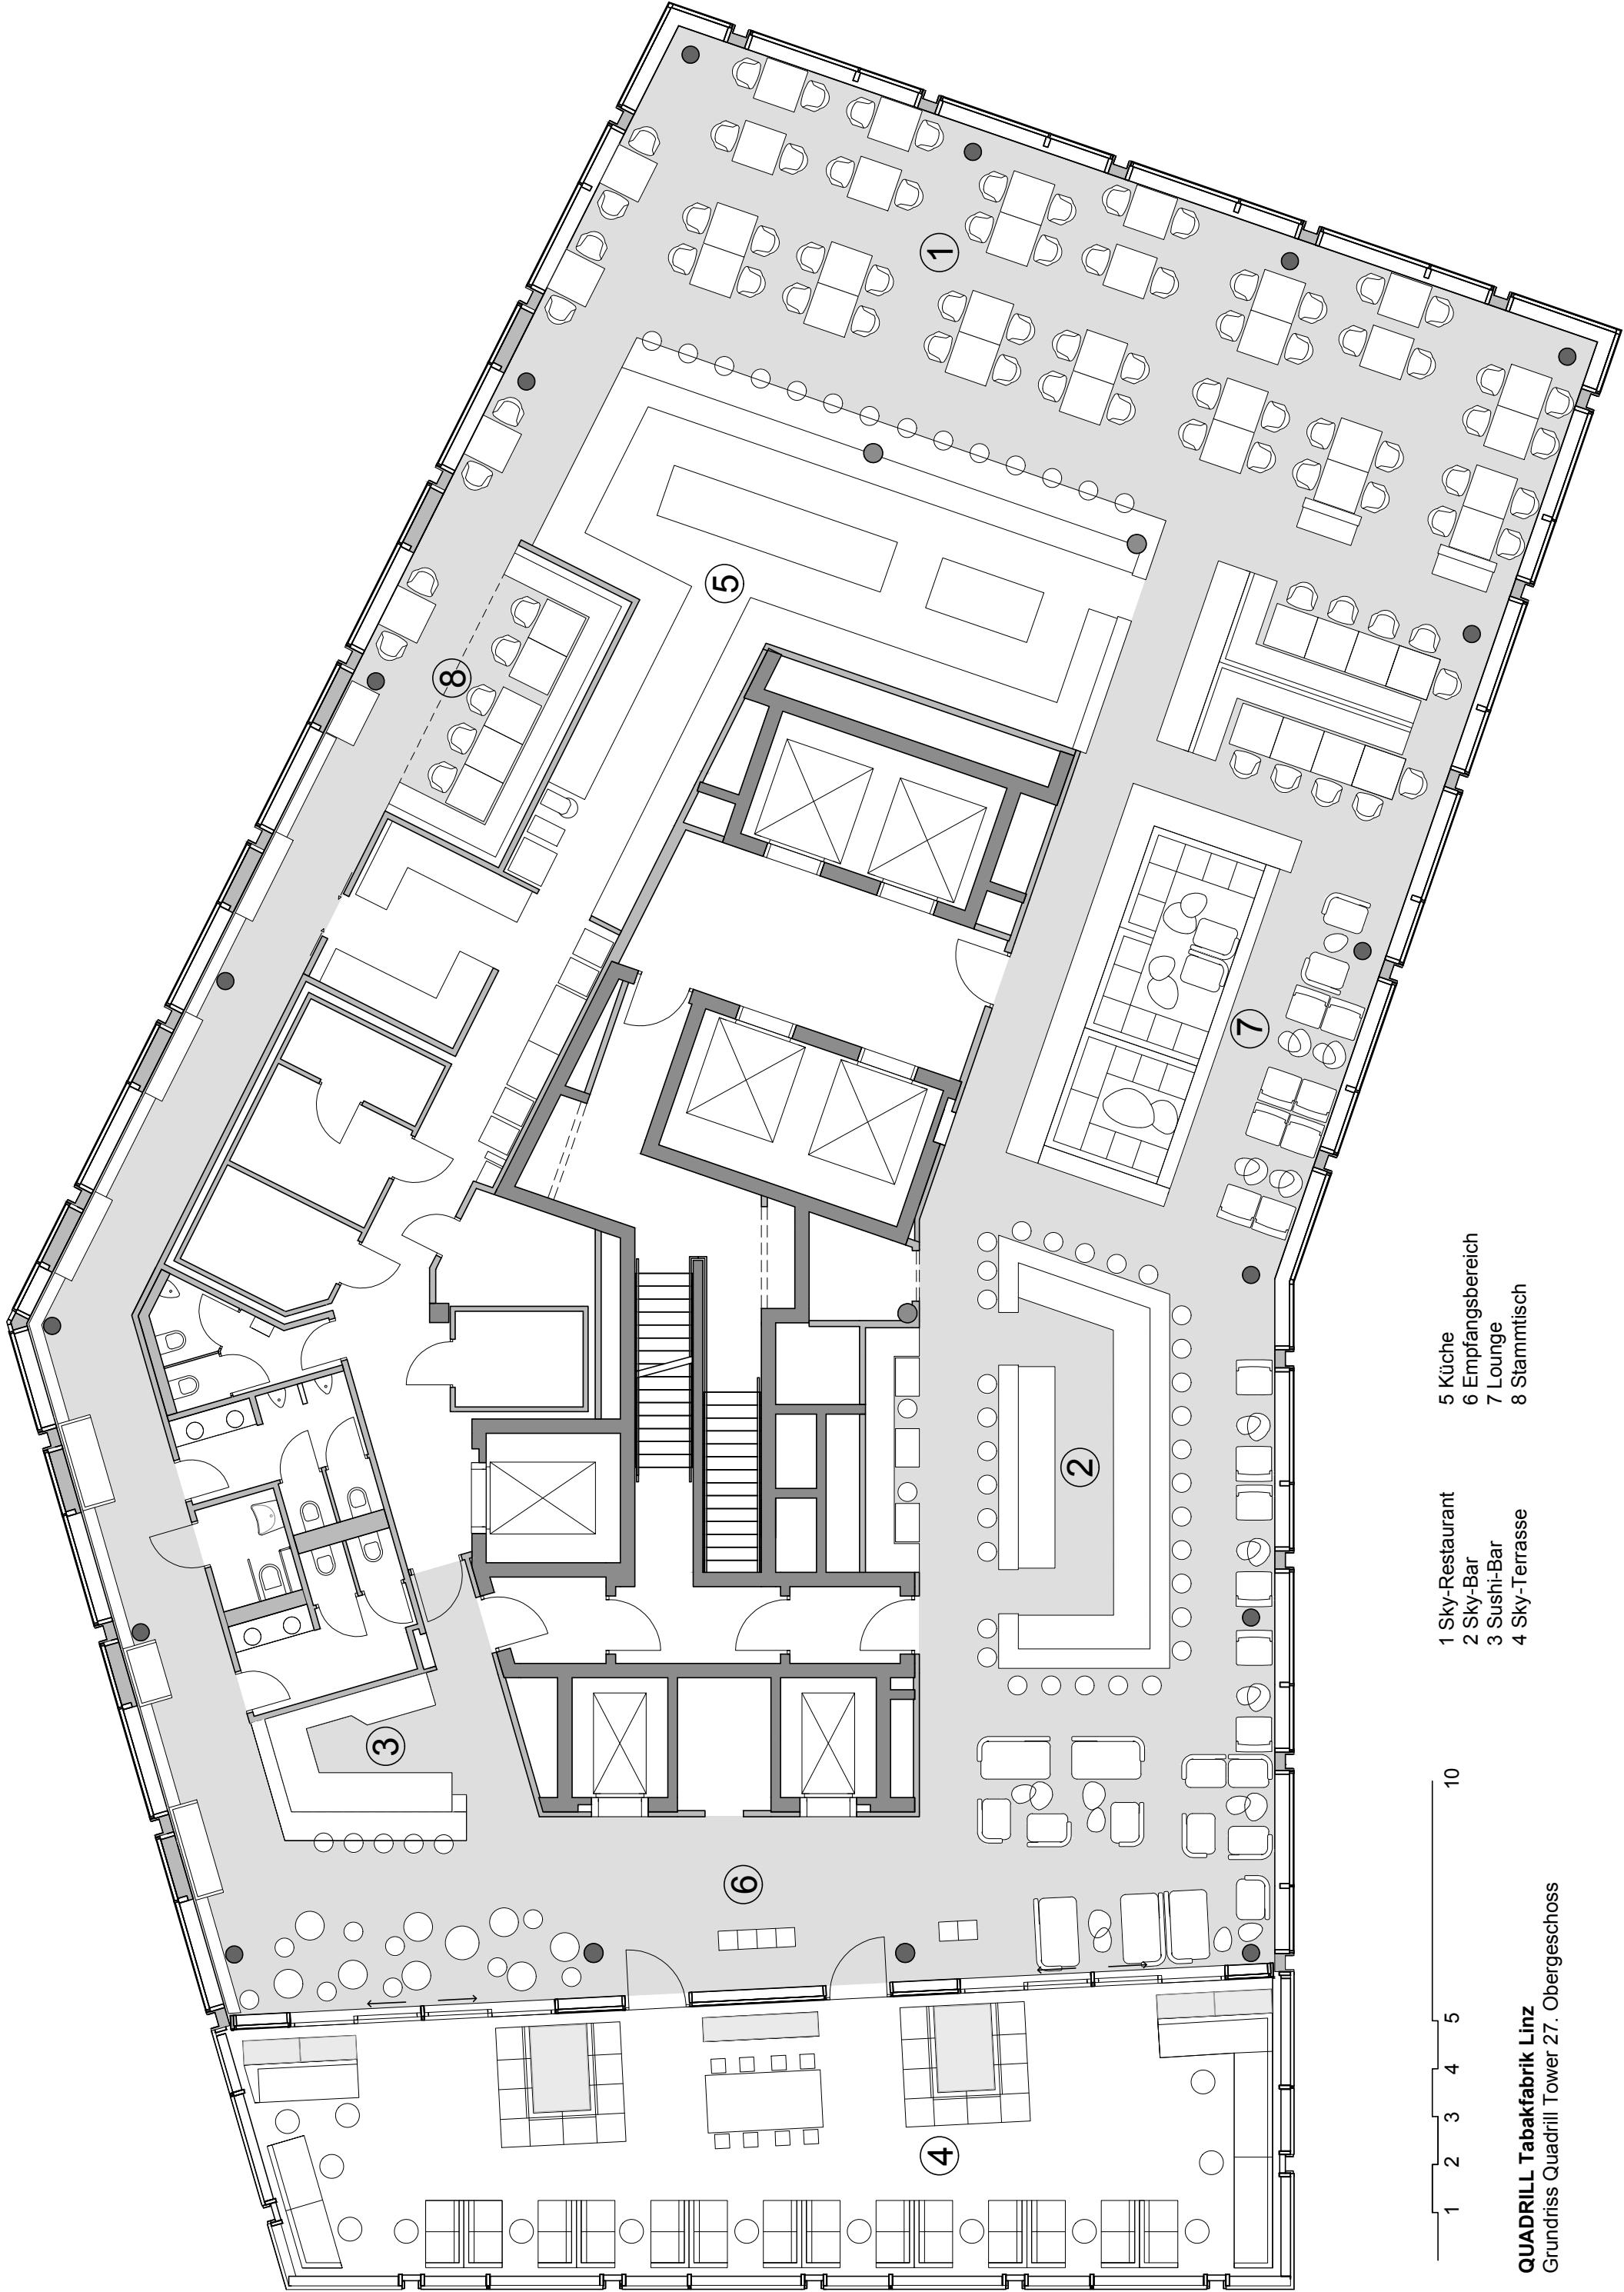 1
8
5
7
2
3
6
4
1 Sky-Restaurant
2 Sky-Bar
3 Sushi-Bar
4 Sky-Terrasse
5 Küche
6 Empfangsbereich
7 Lounge
8 Stammtisch
1 2 3 4 5 10
QUADRILL Tabakfabrik Linz
Grundriss Quadrill Tower 27. Obergeschoss